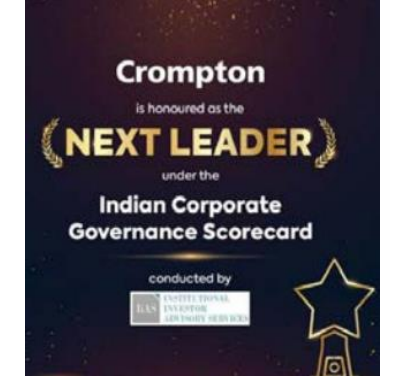 Crompton
is honoured as the
NEXT LEADER
under the
Indian Corporate
Governance Scorecard
conducted by
IiAS INSTITUTIONAL
INVESTOR
ADVISORY SERVICES